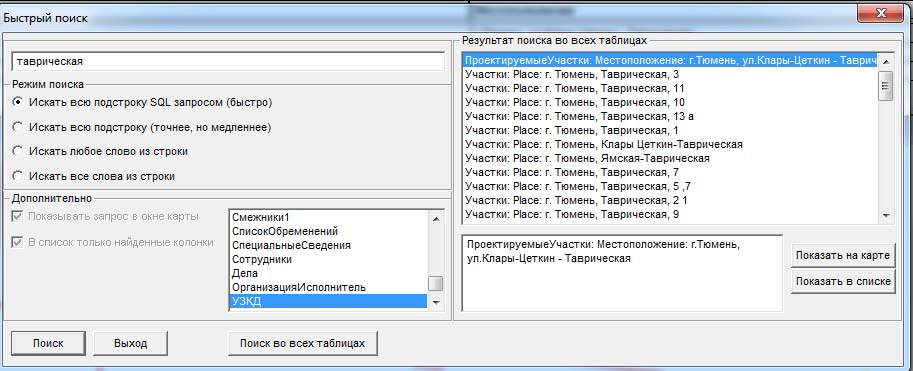 Быстрый поиск
таврическая
Режим поиска
Искать всю подстроку SQL запросом (быстро)
Искать всю подстроку (точнее, но медленнее)
Искать любое слово из строки
Искать все слова из строки
Дополнительно
Показывать запрос в окне карты
В список только найденные колонки
Смежники1
СписокОбременений
СпециальныеСведения
Сотрудники
Дела
ОрганизацияИсполнитель
УЗКД
Поиск
Выход
Поиск во всех таблицах
Результат поиска во всех таблицах
ПроектируемыеУчастки: Местоположение: г.Тюмень, ул.Клары-Цеткин - Таврич
Участки: Place: г. Тюмень, Таврическая, 3
Участки: Place: г. Тюмень, Таврическая, 11
Участки: Place: г. Тюмень, Таврическая, 10
Участки: Place: г. Тюмень, Таврическая, 13 а
Участки: Place: г. Тюмень, Таврическая, 1
Участки: Place: г. Тюмень, Клары Цеткин-Таврическая
Участки: Place: г. Тюмень, Ямская-Таврическая
Участки: Place: г. Тюмень, Таврическая, 7
Участки: Place: г. Тюмень, Таврическая, 5 ,7
Участки: Place: г. Тюмень, Таврическая, 2 1
Участки: Place: г. Тюмень, Таврическая, 9
ПроектируемыеУчастки: Местоположение: г.Тюмень,
ул.Клары-Цеткин - Таврическая
Показать на карте
Показать в списке